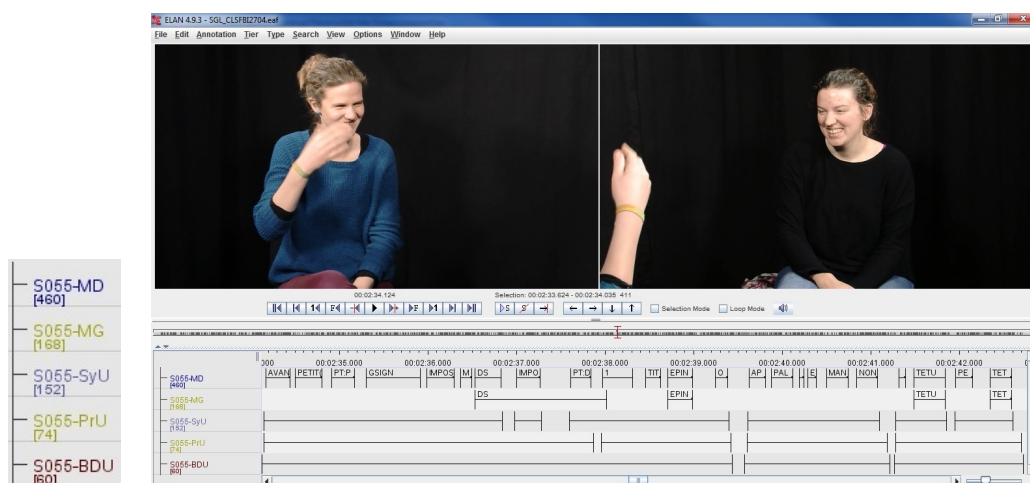 S055-MD
[460]
S055-MG
[168]
S055-SyU
[152]
S055-PrU
[74]
S055-BDU
[60]
ELAN 4.9.3 - SGL_CLSFBI2704.eaf
File Edit Annotation Tier Type Search View Options Window Help
00:02:34.124 Selection: 00:02:33.624 - 00:02:34.035 411
Selection Mode Loop Mode
000 00:02:35.000 00:02:36.000 00:02:37.000 00:02:38.000 00:02:39.000 00:02:40.000 00:02:41.000 00:02:42.000
S055-MD
[460]
AVAN PETITI PT:P GSIGN IMPOS M DS IMPO PT:D 1 TIT EPIN O AP PAL E MAN NON TETU PE TET
S055-MG
[168]
DS EPIN TETU TET
S055-SyU
[152]
S055-PrU
[74]
S055-BDU
[60]